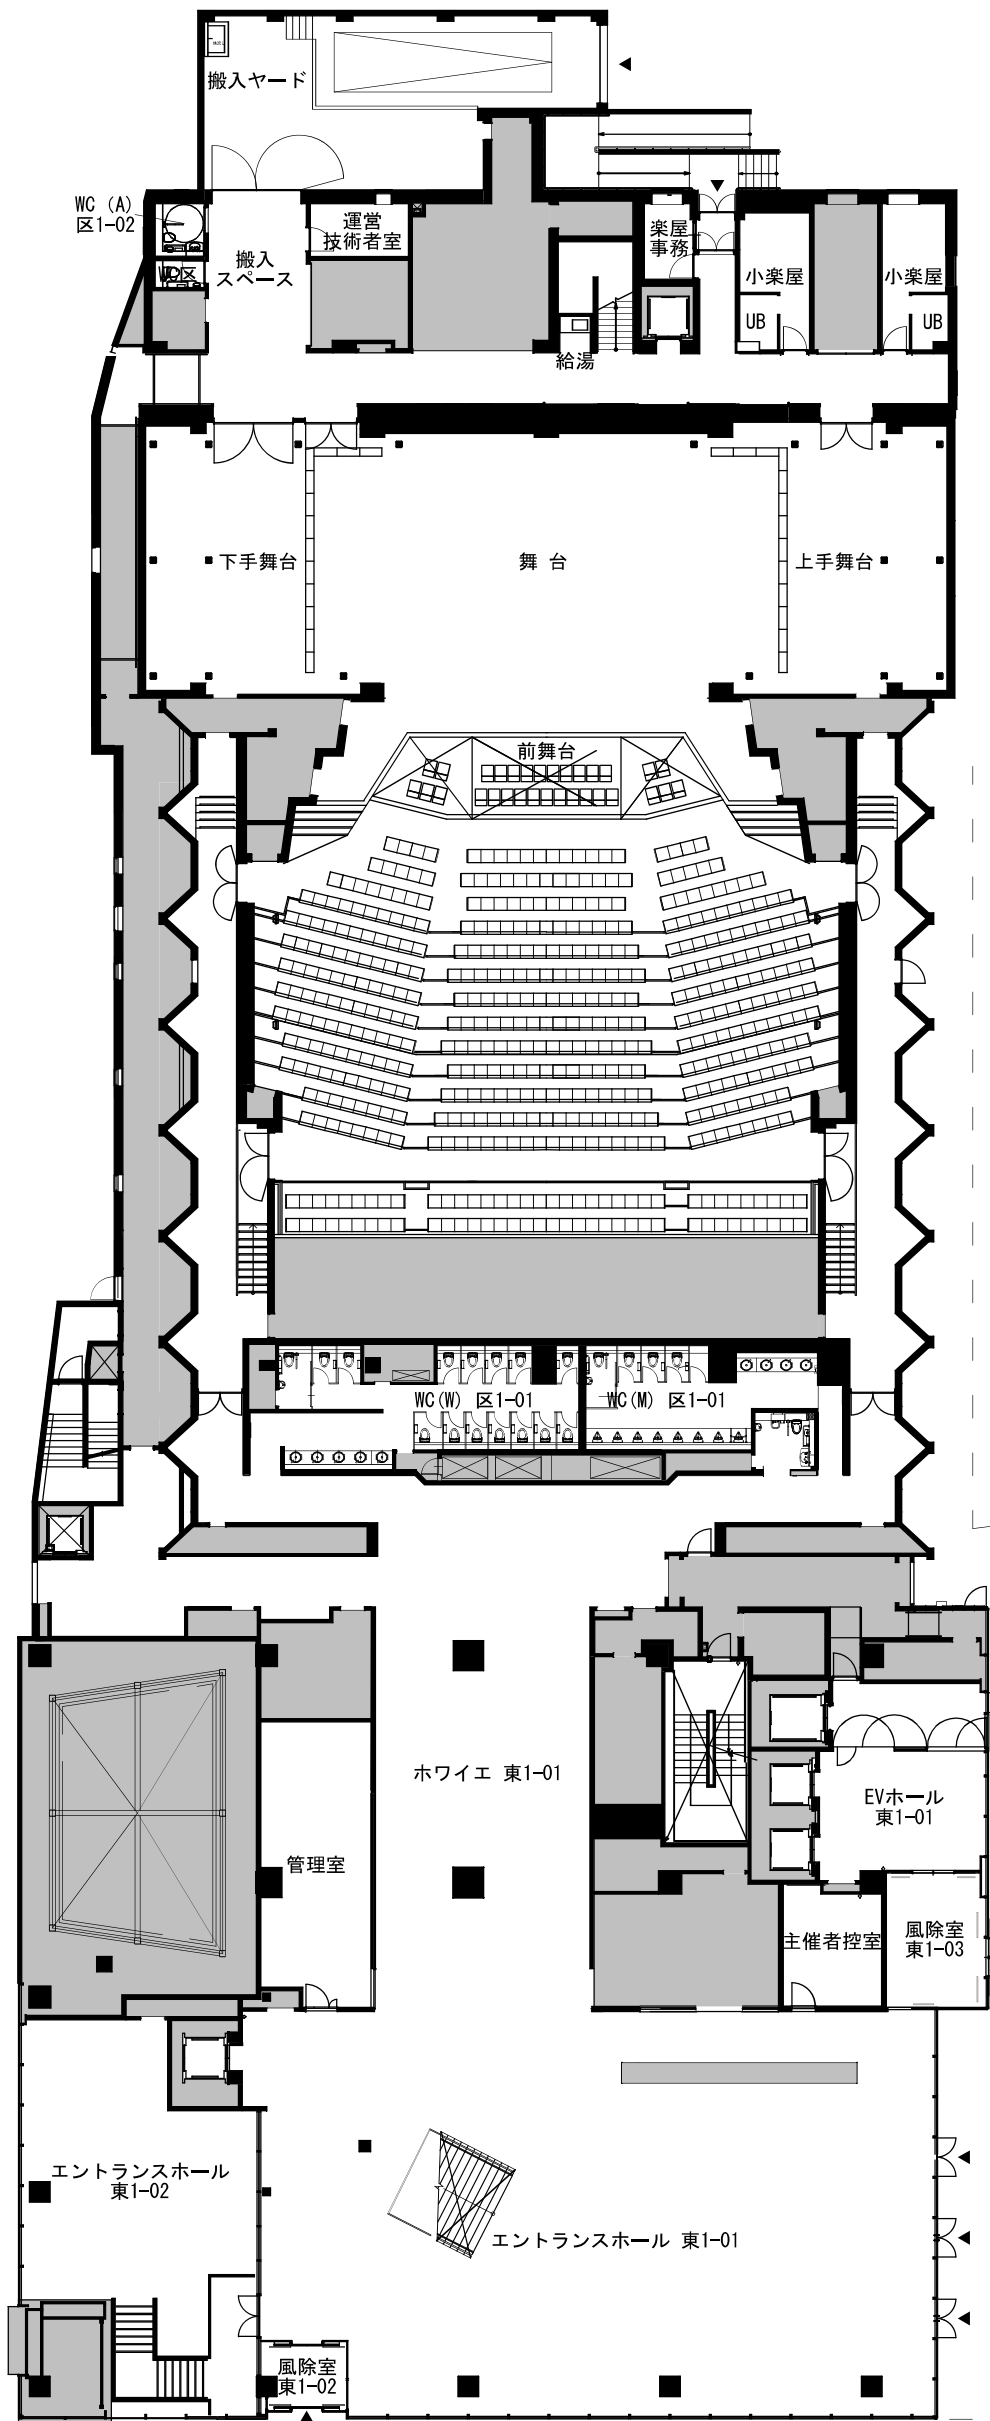 搬入ヤード
WC (A)
区1-02
運営
技術者室
楽屋
事務
搬入
スペース
小楽屋
小楽屋
UB
UB
給湯
下手舞台
舞 台
上手舞台
前舞台
WC(W) 区1-01
WC(M) 区1-01
ホワイエ 東1-01
EVホール
東1-01
管理室
主催者控室
風除室
東1-03
エントランスホール
東1-02
エントランスホール 東1-01
風除室
東1-02